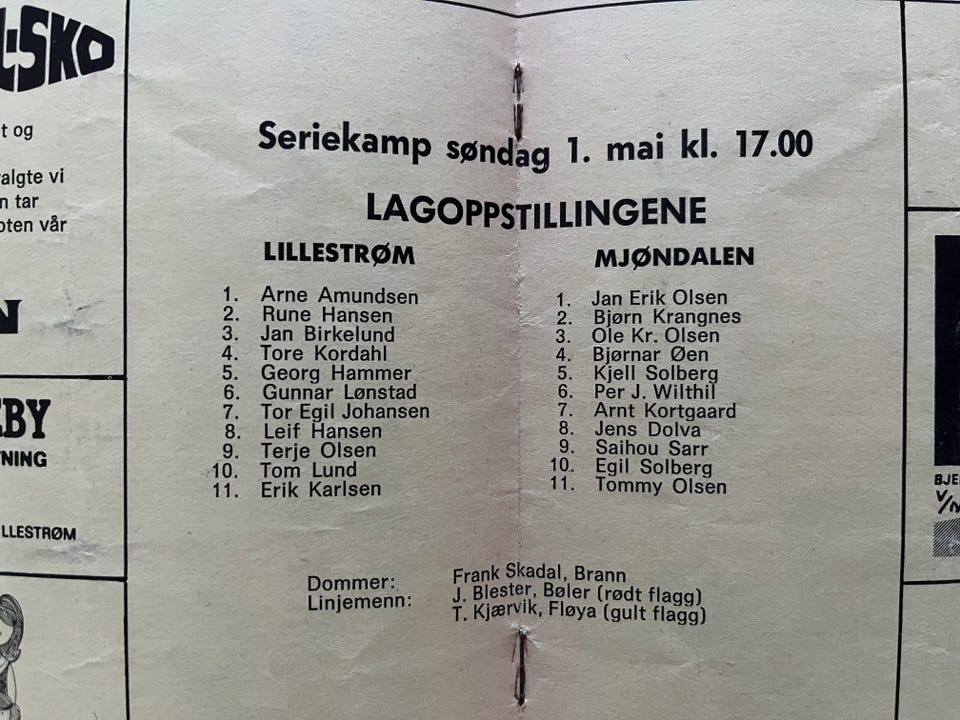 SKO
t og
algte vi
n tar
oten vår
N
BY
NING
LLESTRØM
Seriekamp søndag 1. mai kl. 17.00
LAGOPPSTILLINGENE
LILLESTRØM
1. Arne Amundsen
2. Rune Hansen
3. Jan Birkelund
4. Tore Kordahl
5. Georg Hammer
6. Gunnar Lønstad
7. Tor Egil Johansen
8. Leif Hansen
9. Terje Olsen
10. Tom Lund
11. Erik Karlsen
MJØNDALEN
1. Jan Erik Olsen
2. Bjørn Krangnes
3. Ole Kr. Olsen
4. Bjørnar Øen
5. Kjell Solberg
6. Per J. Wilthil
7. Arnt Kortgaard
8. Jens Dolva
9. Saihou Sarr
10. Egil Solberg
11. Tommy Olsen
Dommer: Frank Skadal, Brann
Linjemenn: J. Blester, Bøler (rødt flagg)
T. Kjærvik, Fløya (gult flagg)
BJE